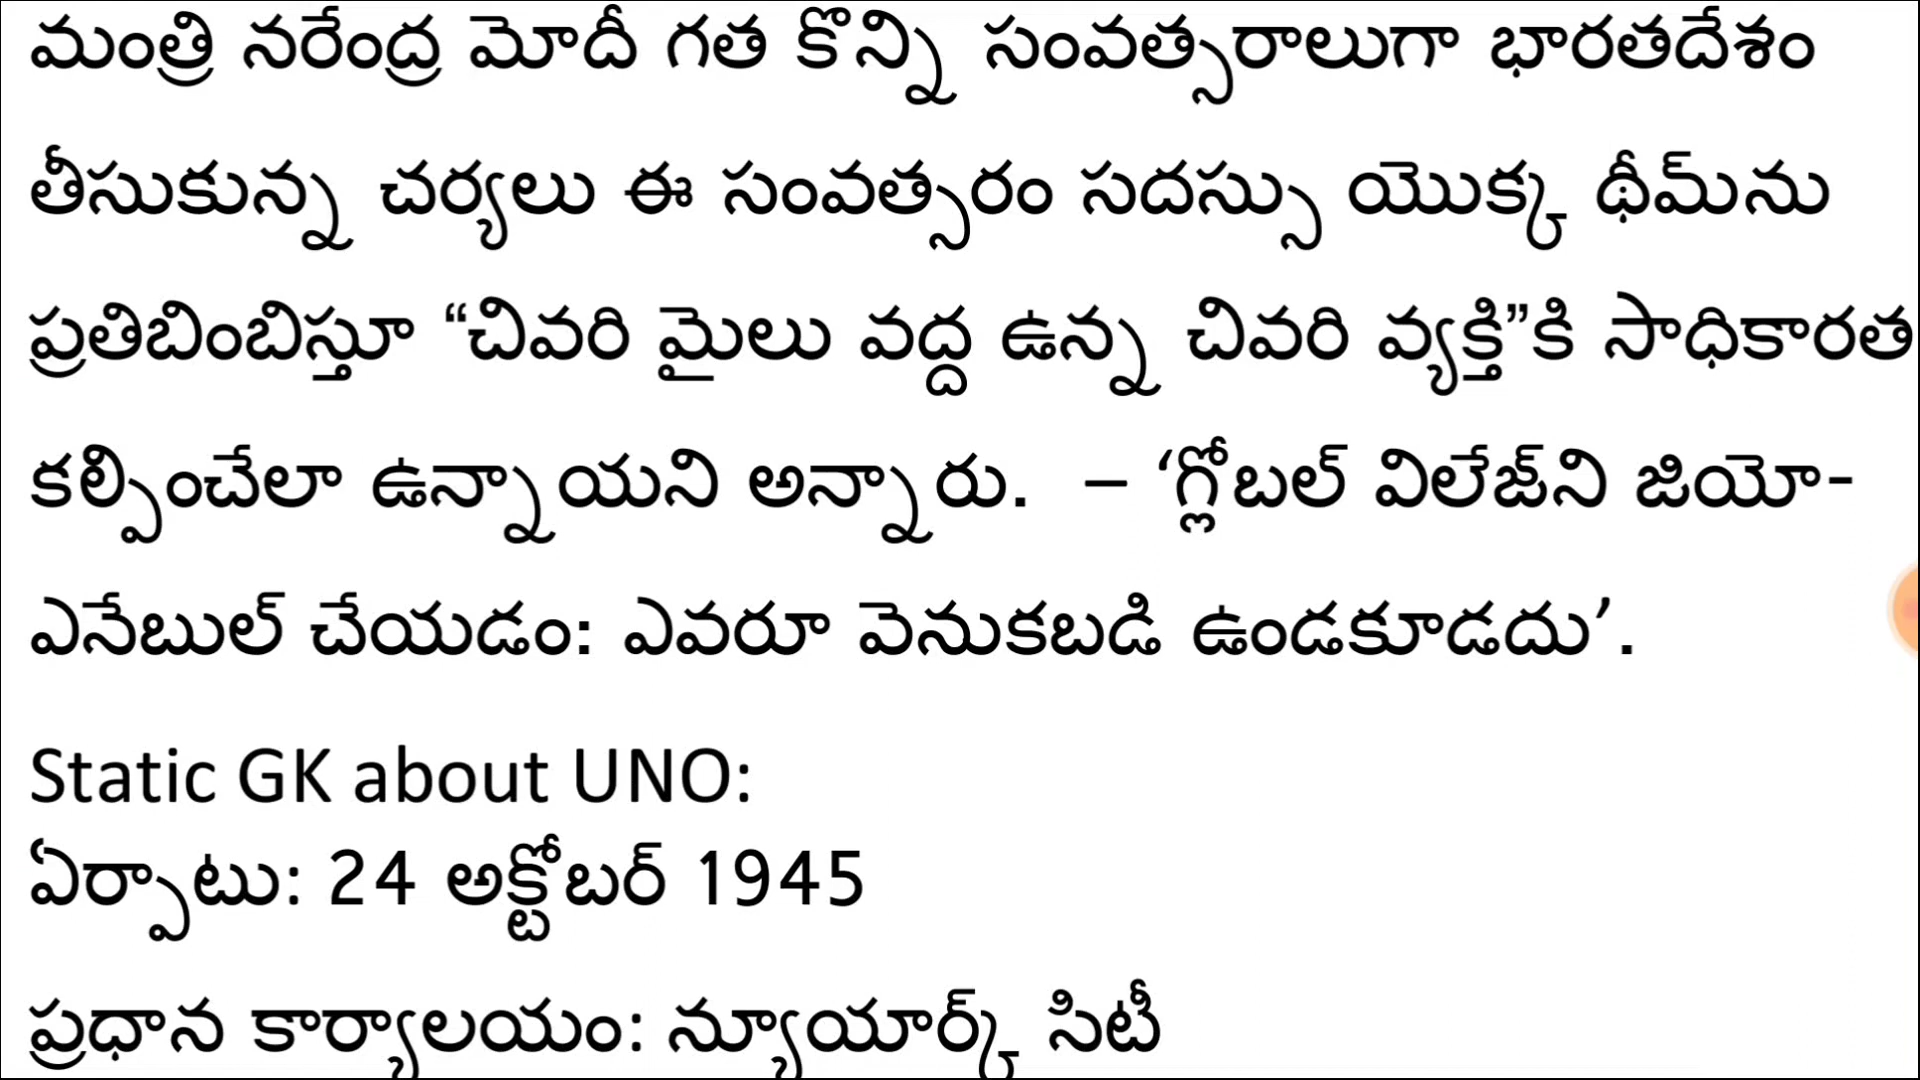 మంత్రి నరేంద్ర మోదీ గత కొన్ని సంవత్సరాలుగా భారతదేశం
తీసుకున్న చర్యలు ఈ సంవత్సరం సదస్సు యొక్క థీమ్‌ను
ప్రతిబింబిస్తూ “చివరి మైలు వద్ద ఉన్న చివరి వ్యక్తి”కి సాధికారత
కల్పించేలా ఉన్నాయని అన్నారు. – ‘గ్లోబల్ విలేజ్‌ని జియో-
ఎనేబుల్ చేయడం: ఎవరూ వెనుకబడి ఉండకూడదు’.
Static GK about UNO:
ఏర్పాటు: 24 అక్టోబర్ 1945
ప్రధాన కార్యాలయం: న్యూయార్క్ సిటీ